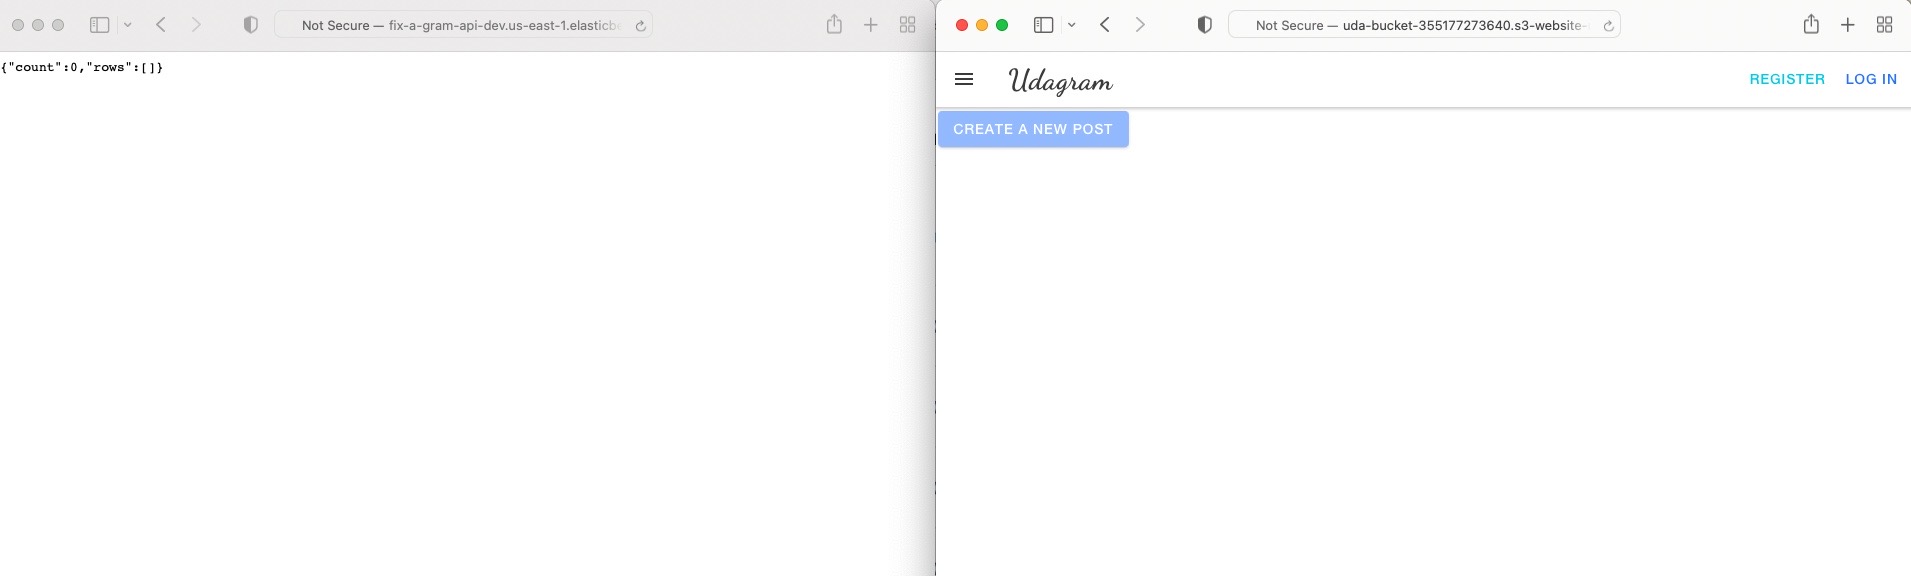 Not Secure — fix-a-gram-api-dev.us-east-1.elasticbe
{"count":0,"rows":[]}
Not Secure — uda-bucket-355177273640.s3-website-
Udagram
REGISTER
LOG IN
CREATE A NEW POST